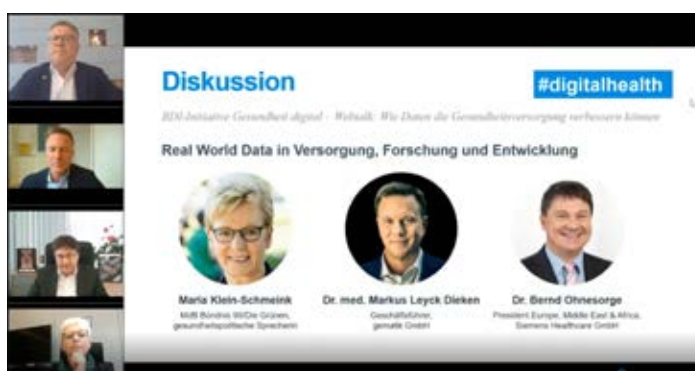 Diskussion
#digitalhealth
BDI-Initiative Gesundheit digital – Webtalk: Wie Daten die Gesundheitsversorgung verbessern können
Real World Data in Versorgung, Forschung und Entwicklung
Maria Klein-Schmeink
MdB Bündnis 90/Die Grünen,
gesundheitspolitische Sprecherin
Dr. med. Markus Leyck Dieken
Geschäftsführer,
gematik GmbH
Dr. Bernd Ohnesorge
President Europe, Middle East & Africa,
Siemens Healthcare GmbH